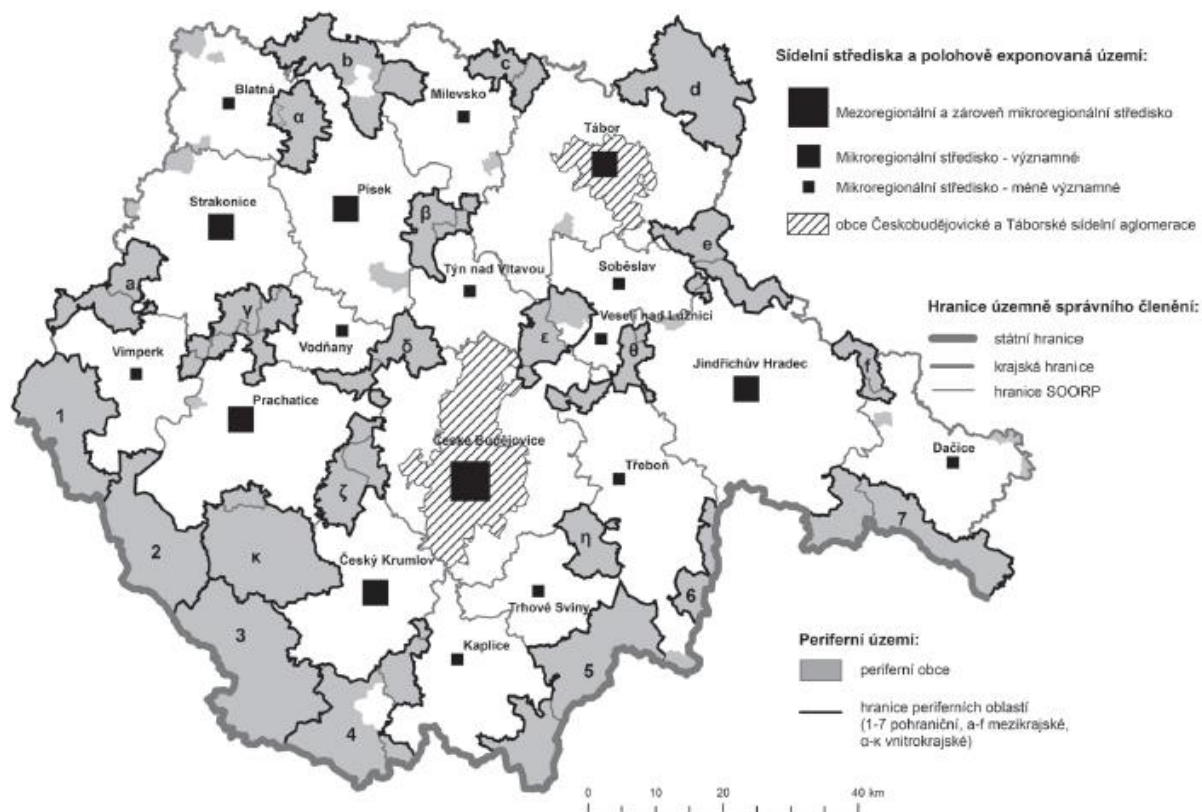 Sídelní střediska a polohově exponovaná území:
Mezoregionální a zároveň mikroregionální středisko
Mikroregionální středisko - významné
Mikroregionální středisko - méně významné
obce Českobudějovické a Táborské sídelní aglomerace
Hranice územně správního členění:
státní hranice
krajská hranice
hranice SOORP
Periferní území:
periferní obce
hranice periferních oblastí
(1-7 pohraniční, a-f mezikrajské,
α-κ vnitrokrajské)
b
c
d
Blatná
α
Milevsko
Tábor
Písek
Strakonice
β
e
Týn nad Vltavou
Soběslav
a
γ
Vodňany
δ
ε
Veselí nad Lužnicí
θ
Vimperk
Jindřichův Hradec
f
1
Prachatice
České Budějovice
Třeboň
Dačice
ζ
2
κ
η
7
Český Krumlov
Trhové Sviny
6
3
Kaplice
5
4
0 10 20 40 km